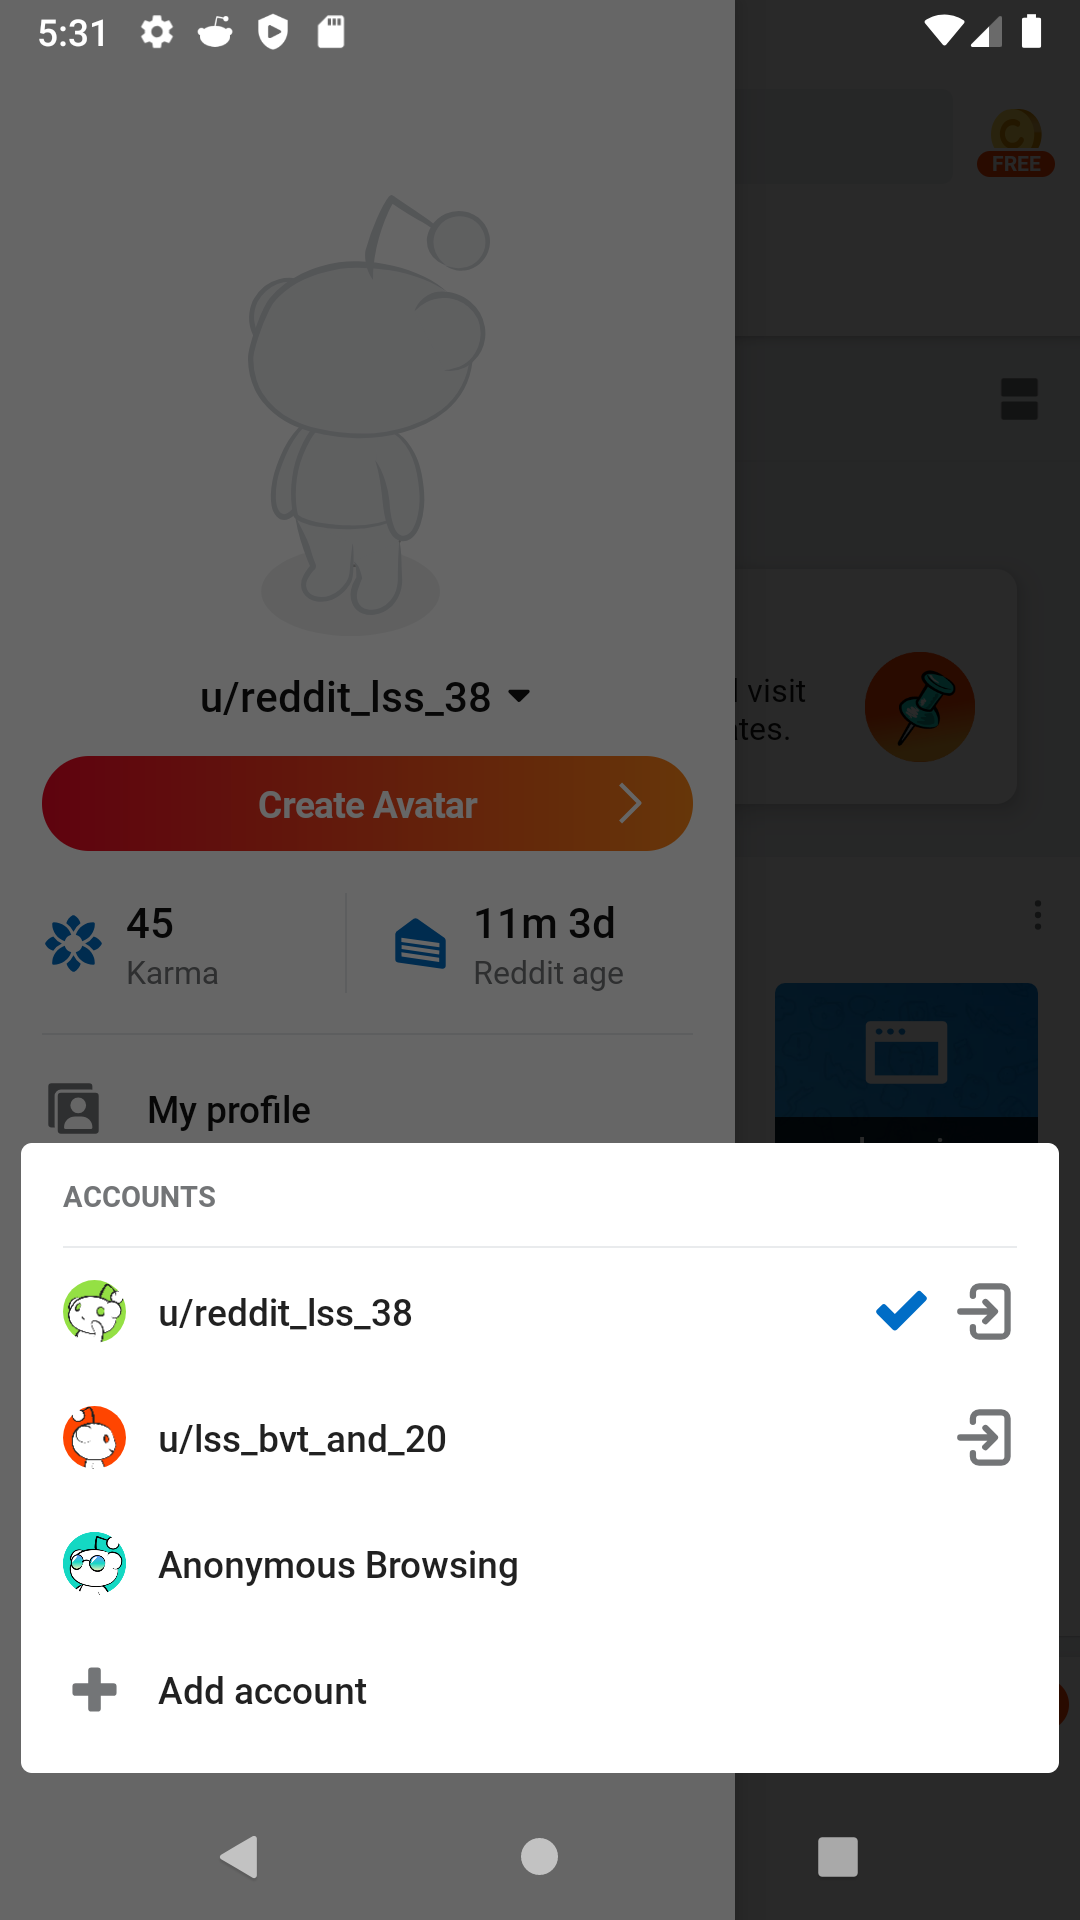 5:31
FREE
visit
u/reddit_lss_38
Create Avatar
45
Karma
11m 3d
Reddit age
My profile
ACCOUNTS
u/reddit_lss_38
u/lss_bvt_and_20
Anonymous Browsing
Add account